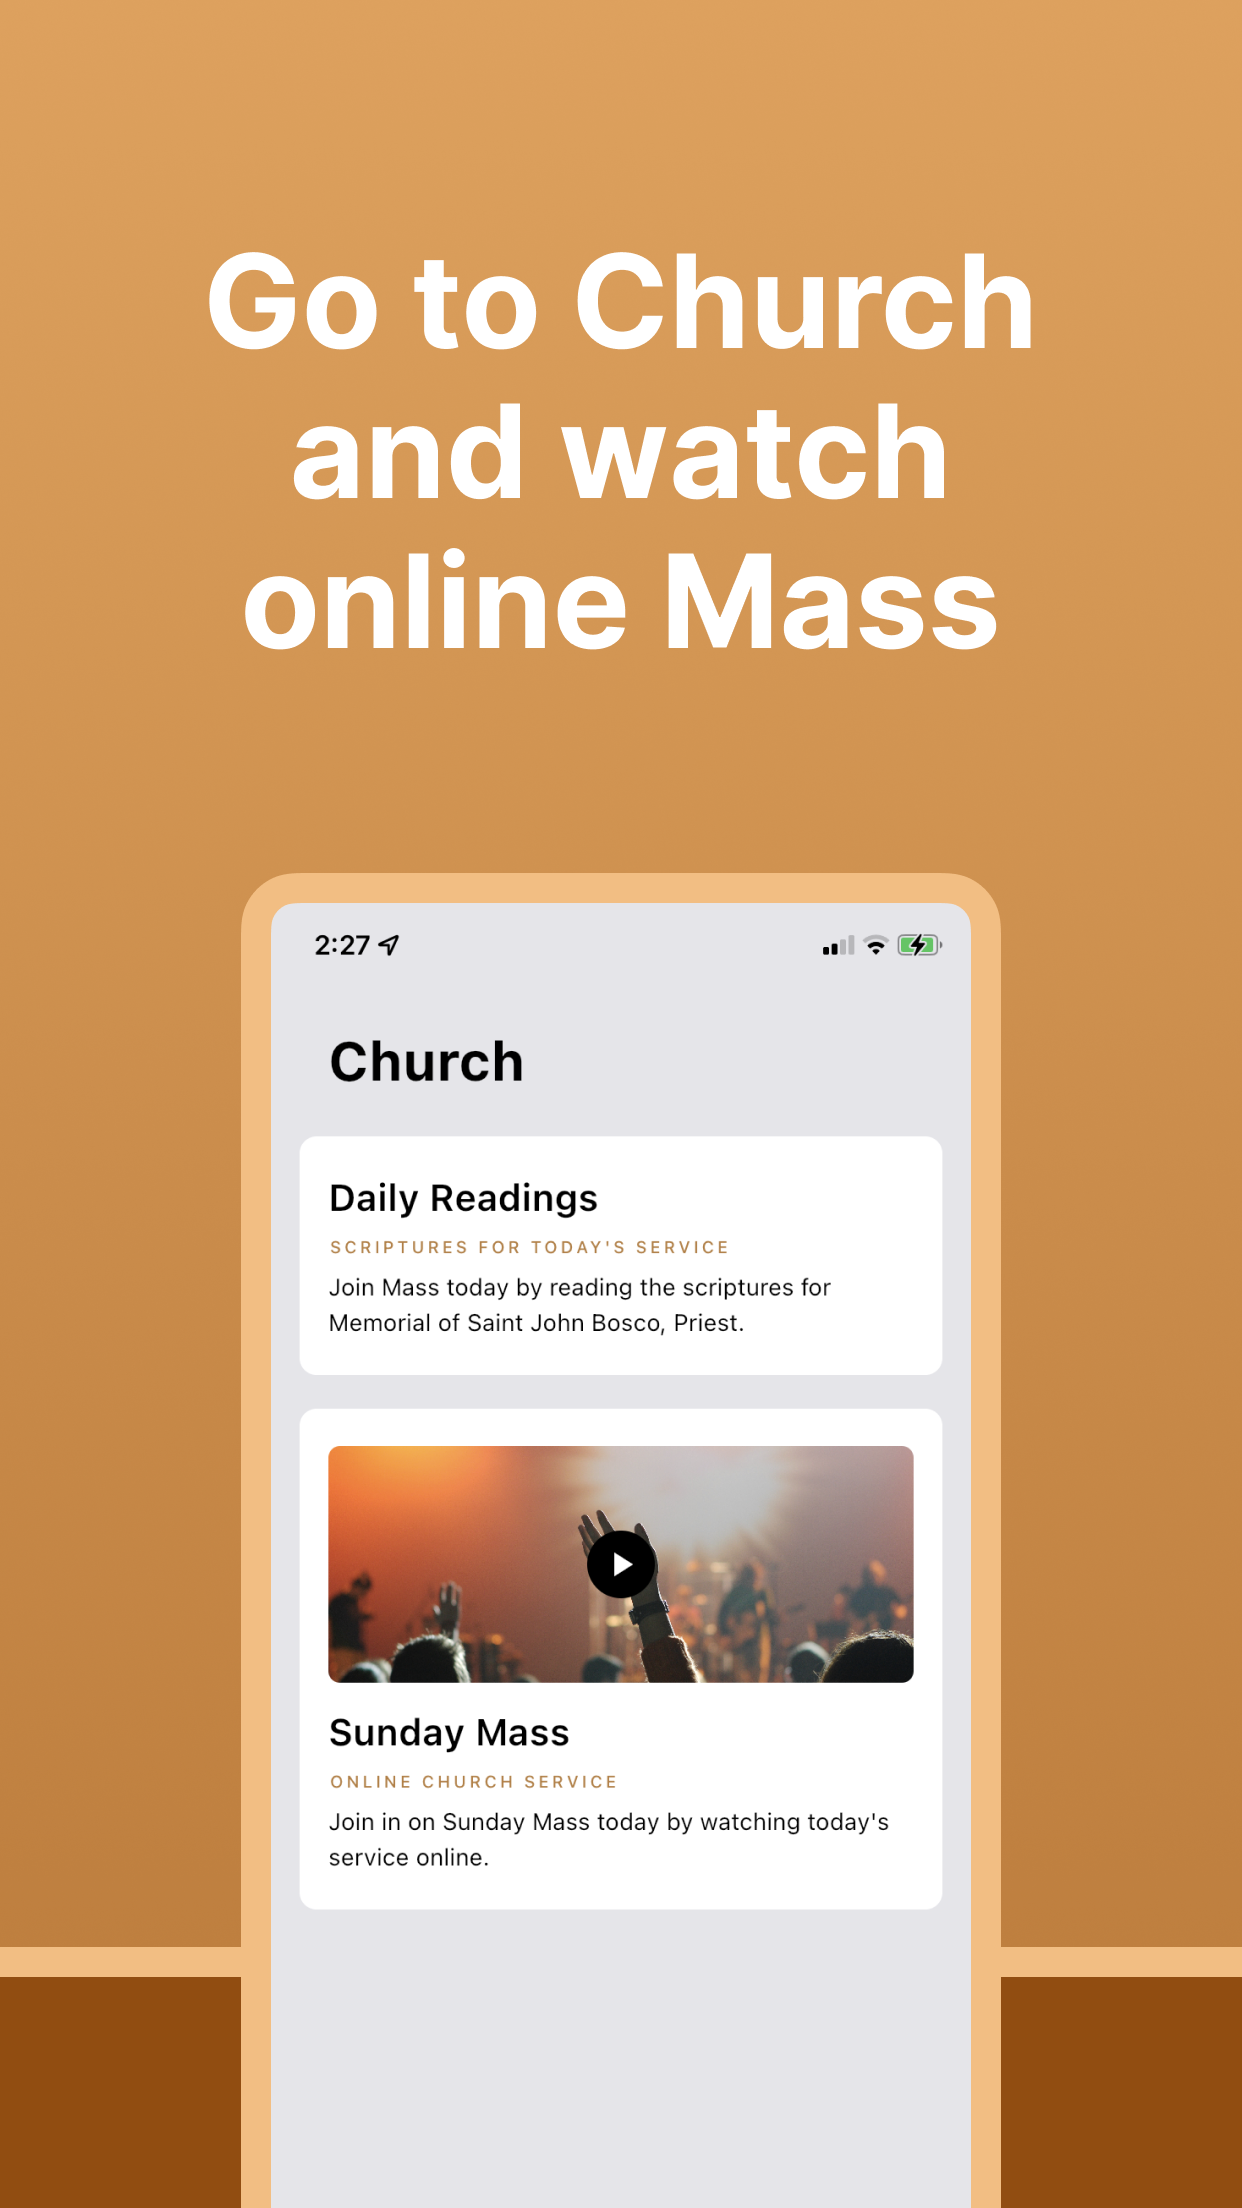 Go to Church
and watch
online Mass
2:27
Church
Daily Readings
SCRIPTURES FOR TODAY'S SERVICE
Join Mass today by reading the scriptures for
Memorial of Saint John Bosco, Priest.
Sunday Mass
ONLINE CHURCH SERVICE
Join in on Sunday Mass today by watching today's
service online.